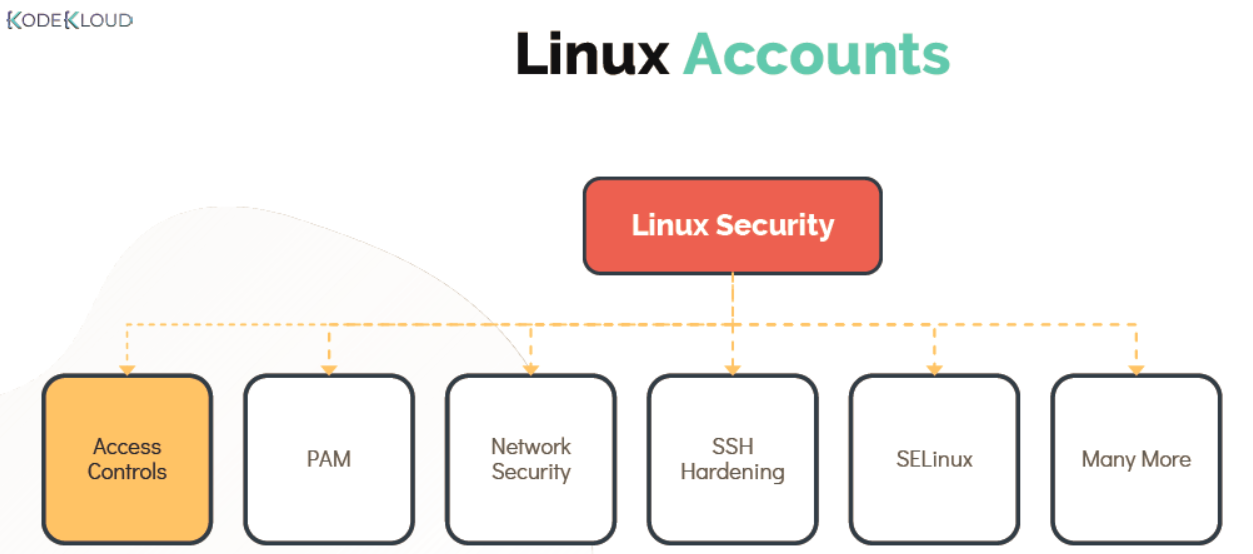 KODEKLOUD
Linux Accounts
Linux Security
Access
Controls
PAM
Network
Security
SSH
Hardening
SELinux
Many More